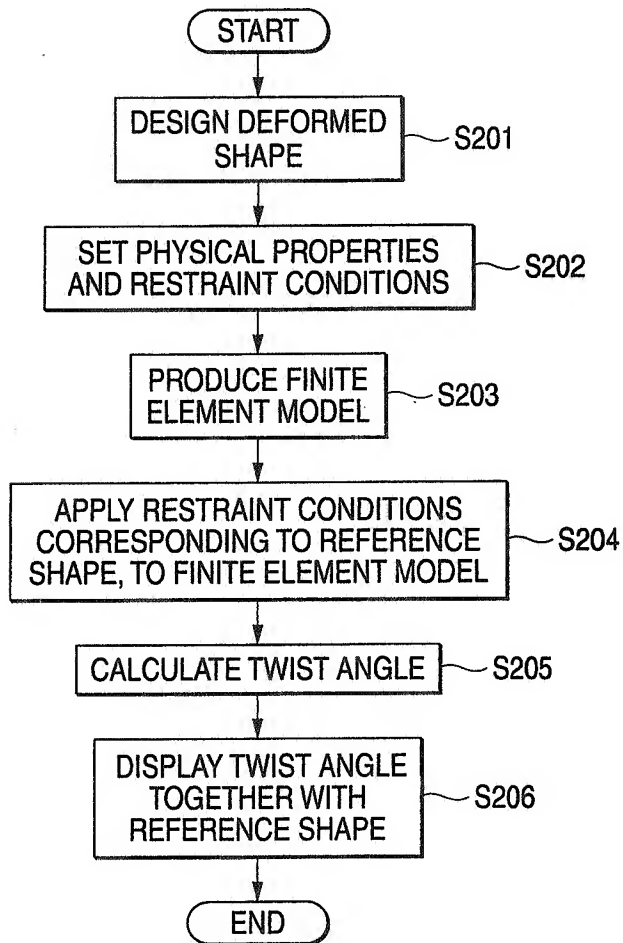 START
DESIGN DEFORMED
SHAPE
S201
SET PHYSICAL PROPERTIES
AND RESTRAINT CONDITIONS
S202
PRODUCE FINITE
ELEMENT MODEL
S203
APPLY RESTRAINT CONDITIONS
CORRESPONDING TO REFERENCE
SHAPE, TO FINITE ELEMENT MODEL
S204
CALCULATE TWIST ANGLE
S205
DISPLAY TWIST ANGLE
TOGETHER WITH
REFERENCE SHAPE
S206
END